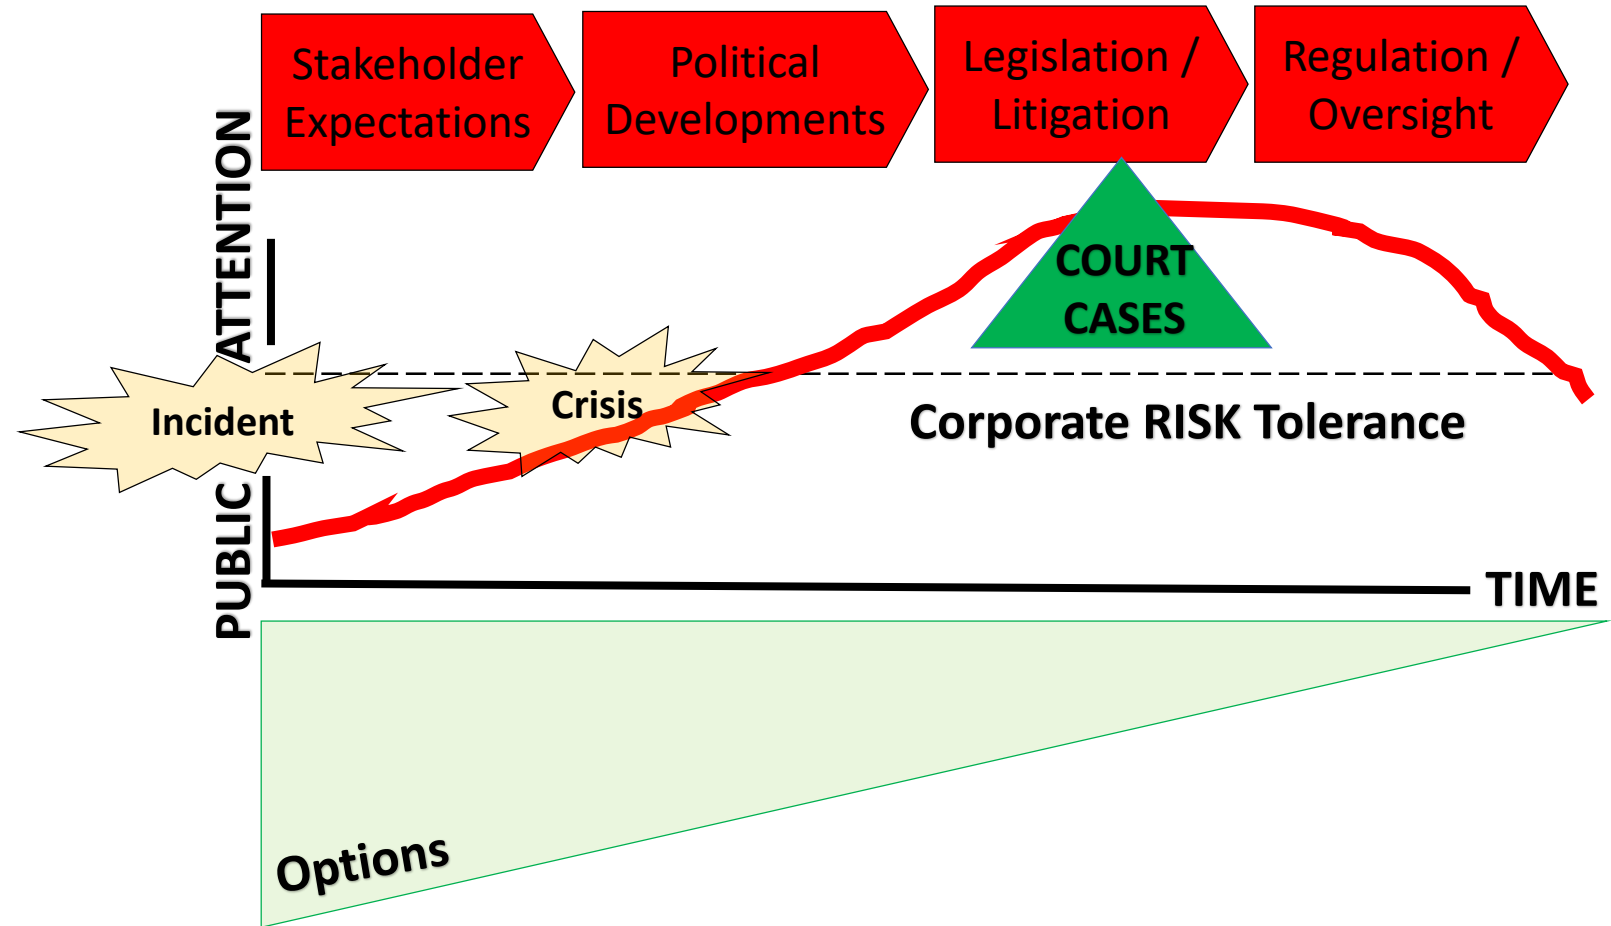 Stakeholder
Expectations
Political
Developments
Legislation /
Litigation
Regulation /
Oversight
PUBLIC ATTENTION
COURT
CASES
Incident
Crisis
Corporate RISK Tolerance
TIME
Options